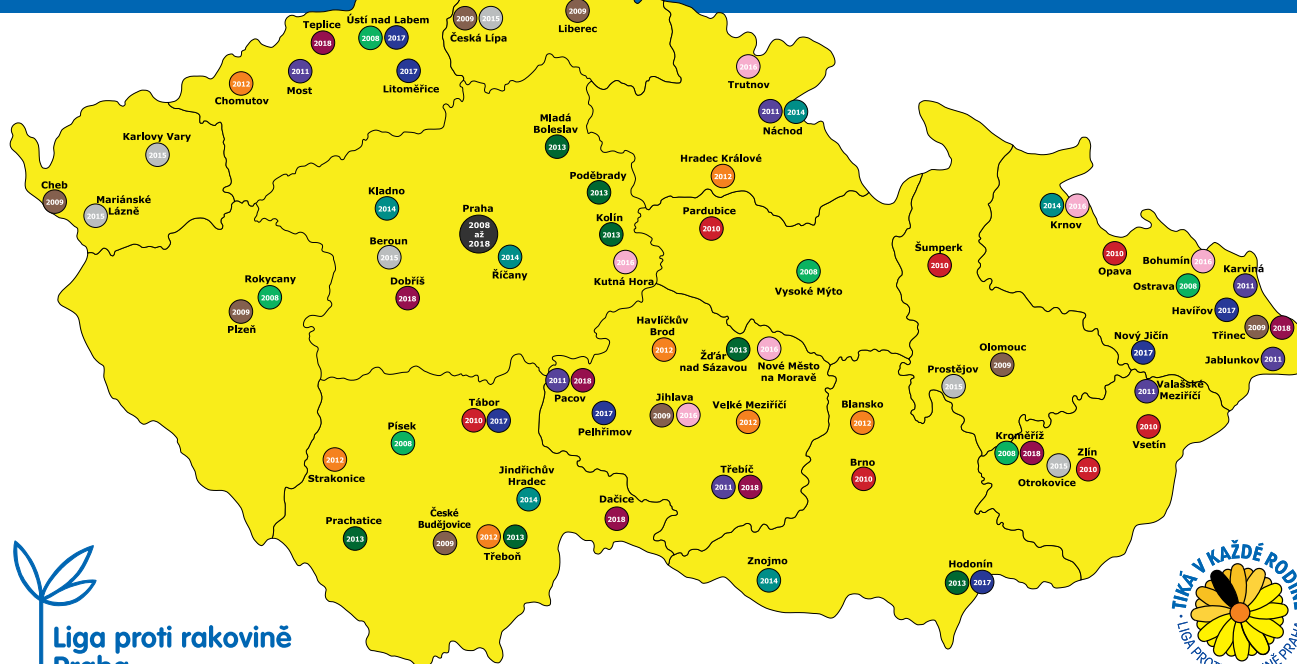 Teplice
2018
Ústí nad Labem
2008
2017
2009
2015
Česká Lípa
2009
Liberec
2012
Chomutov
2011
Most
2017
Litoměřice
2016
Trutnov
2011
2014
Náchod
Karlovy Vary
2015
Cheb
2009
Mariánské
Lázně
2015
Mladá
Boleslav
2013
Hradec Králové
2012
Poděbrady
2013
Kladno
2014
Praha
2008
až
2018
Kolín
2013
Pardubice
2010
2014
2016
Krnov
Beroun
2015
2014
Říčany
2016
Kutná Hora
Šumperk
2010
2010
Opava
Bohumín
2016
Karviná
2011
Dobříš
2018
2008
Vysoké Mýto
Ostrava
2008
Rokycany
2008
2009
Plzeň
Havířov
2017
Třinec
2009
2018
Havlíčkův
Brod
2012
Žďár
nad Sázavou
2013
2016
Nové Město
na Moravě
Olomouc
2009
Nový Jičín
2017
Jablunkov
2011
Prostějov
2015
2011
2018
Pacov
2017
Pelhřimov
Jihlava
2009
2016
Velké Meziříčí
2012
Blansko
2012
2011
Valašské
Meziříčí
2010
Vsetín
Tábor
2010
2017
Písek
2008
2012
Strakonice
Brno
2010
Kroměříž
2008
2018
2015
Otrokovice
Zlín
2010
Jindřichův
Hradec
2014
Třebíč
2011
2018
Dačice
2018
Prachatice
2013
České
Budějovice
2009
2012
2013
Třeboň
Znojmo
2014
Hodonín
2013
2017
Liga proti rakovině
Praha
· TIKÁ V KAŽDÉ RODINĚ
LIGA PROTI RAKOVINĚ PRAHA